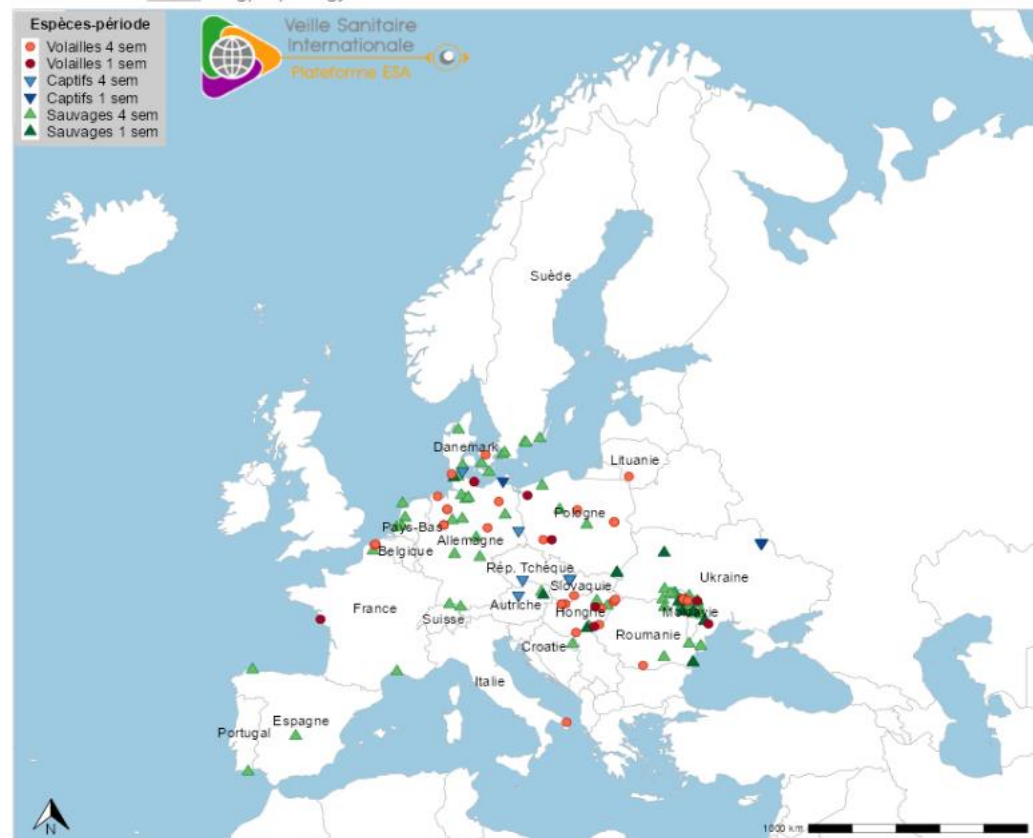 Espèces-période
Volailles 4 sem
Volailles 1 sem
Captifs 4 sem
Captifs 1 sem
Sauvages 4 sem
Sauvages 1 sem
Veille Sanitaire
Internationale
Plateforme ESA
Suède
Danemark
Lituanie
Pays-Bas
Pologne
Allemagne
Belgique
Rép. Tchèque
Ukraine
Slovaquie
France
Autriche
Suisse
Hongrie
Moldavie
Roumanie
Croatie
Italie
Espagne
Portugal
N
1000 km